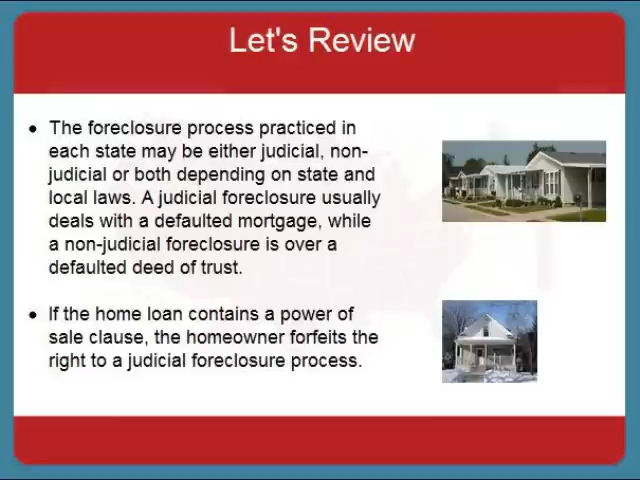 Let's Review
• The foreclosure process practiced in
each state may be either judicial, non-
judicial or both depending on state and
local laws. A judicial foreclosure usually
deals with a defaulted mortgage, while
a non-judicial foreclosure is over a
defaulted deed of trust.
• If the home loan contains a power of
sale clause, the homeowner forfeits the
right to a judicial foreclosure process.